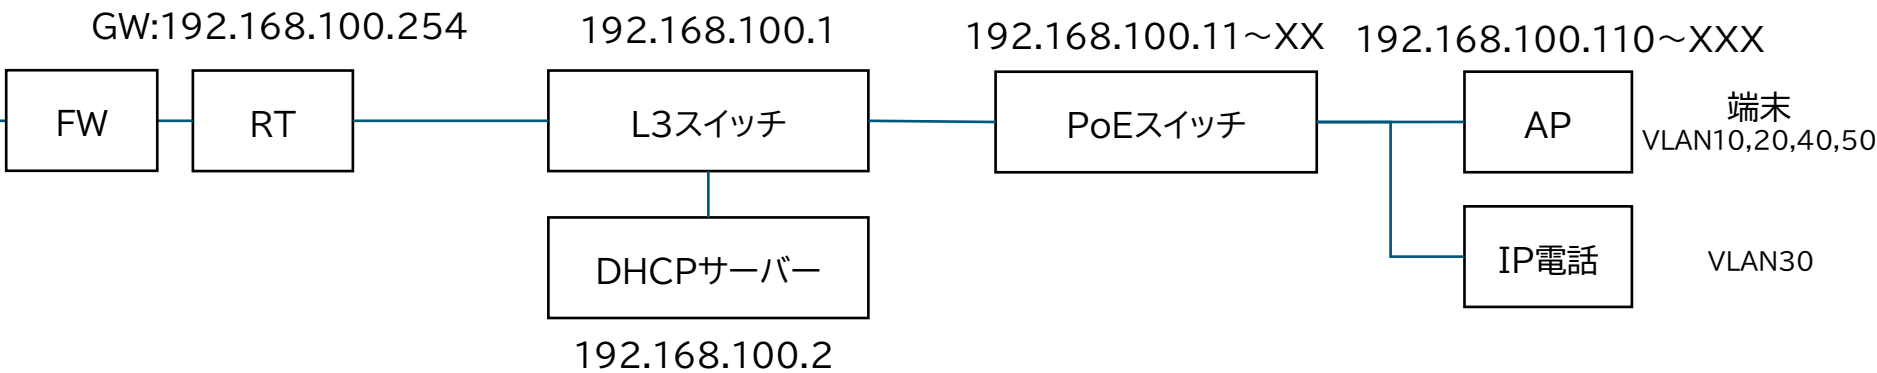 GW:192.168.100.254
192.168.100.1
192.168.100.11～XX
192.168.100.110～XXX
FW
RT
L3スイッチ
PoEスイッチ
AP
端末
VLAN10,20,40,50
DHCPサーバー
192.168.100.2
IP電話
VLAN30